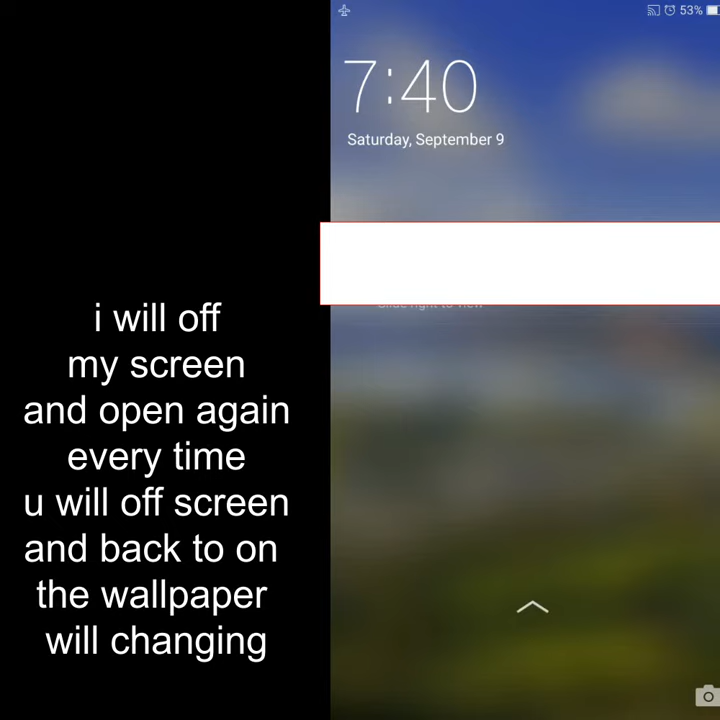 i will off
my screen
and open again
every time
u will off screen
and back to on
the wallpaper
will changing
53%
7:40
Saturday, September 9